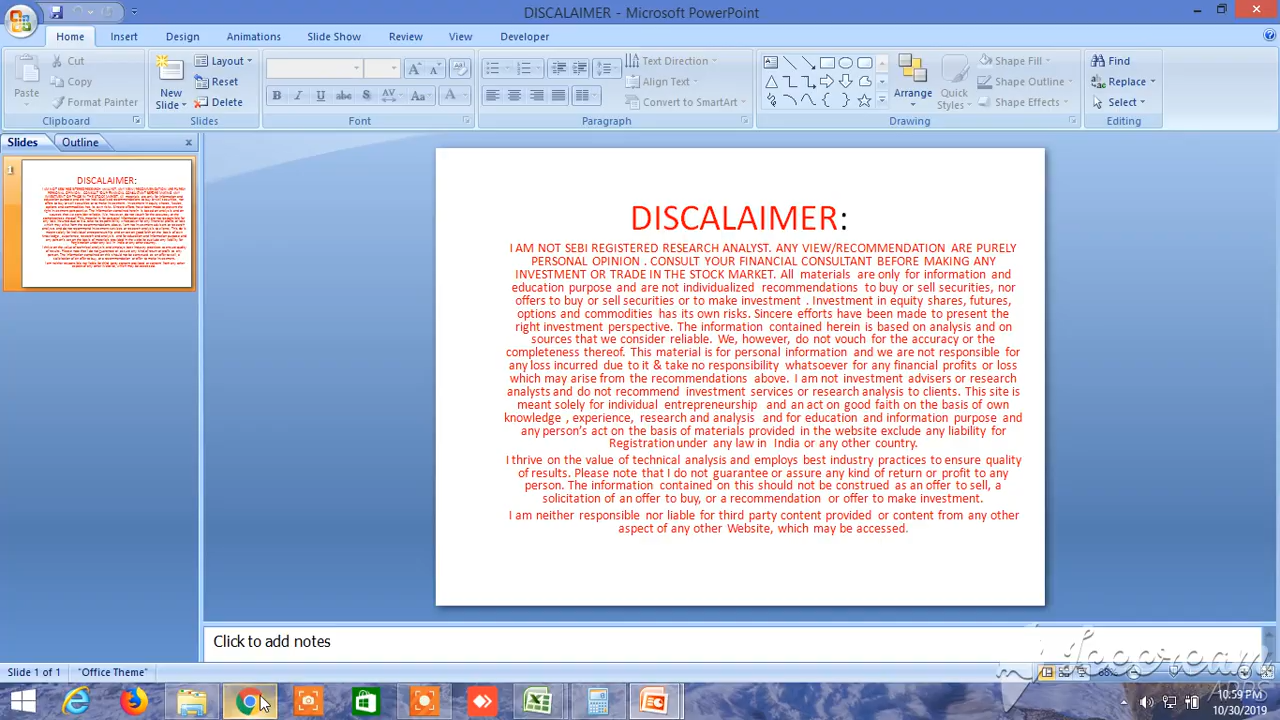 DISCALAIMER - Microsoft PowerPoint
Home Insert Design Animations Slide Show Review View Developer
Paste
Cut
Copy
Format Painter
Clipboard
New Slide
Layout
Reset
Delete
Slides
Font
Text Direction
Align Text
Convert to SmartArt
Paragraph
Arrange
Quick Styles
Shape Fill
Shape Outline
Shape Effects
Drawing
Find
Replace
Select
Editing
Slides Outline
1
DISCALAIMER:
DISCALAIMER:
I AM NOT SEBI REGISTERED RESEARCH ANALYST. ANY VIEW/RECOMMENDATION ARE PURELY
PERSONAL OPINION . CONSULT YOUR FINANCIAL CONSULTANT BEFORE MAKING ANY
INVESTMENT OR TRADE IN THE STOCK MARKET. All materials are only for information and
education purpose and are not individualized recommendations to buy or sell securities, nor
offers to buy or sell securities or to make investment . Investment in equity shares, futures,
options and commodities has its own risks. Sincere efforts have been made to present the
right investment perspective. The information contained herein is based on analysis and on
sources that we consider reliable. We, however, do not vouch for the accuracy or the
completeness thereof. This material is for personal information and we are not responsible for
any loss incurred due to it & take no responsibility whatsoever for any financial profits or loss
which may arise from the recommendations above. I am not investment advisers or research
analysts and do not recommend investment services or research analysis to clients. This site is
meant solely for individual entrepreneurship and an act on good faith on the basis of own
knowledge , experience, research and analysis and for education and information purpose and
any person's act on the basis of materials provided in the website exclude any liability for
Registration under any law in India or any other country.
I thrive on the value of technical analysis and employs best industry practices to ensure quality
of results. Please note that I do not guarantee or assure any kind of return or profit to any
person. The information contained on this should not be construed as an offer to sell, a
solicitation of an offer to buy, or a recommendation or offer to make investment.
I am neither responsible nor liable for third party content provided or content from any other
aspect of any other Website, which may be accessed.
Click to add notes
Slide 1 of 1 "Office Theme"
10:59 PM
10/30/2019